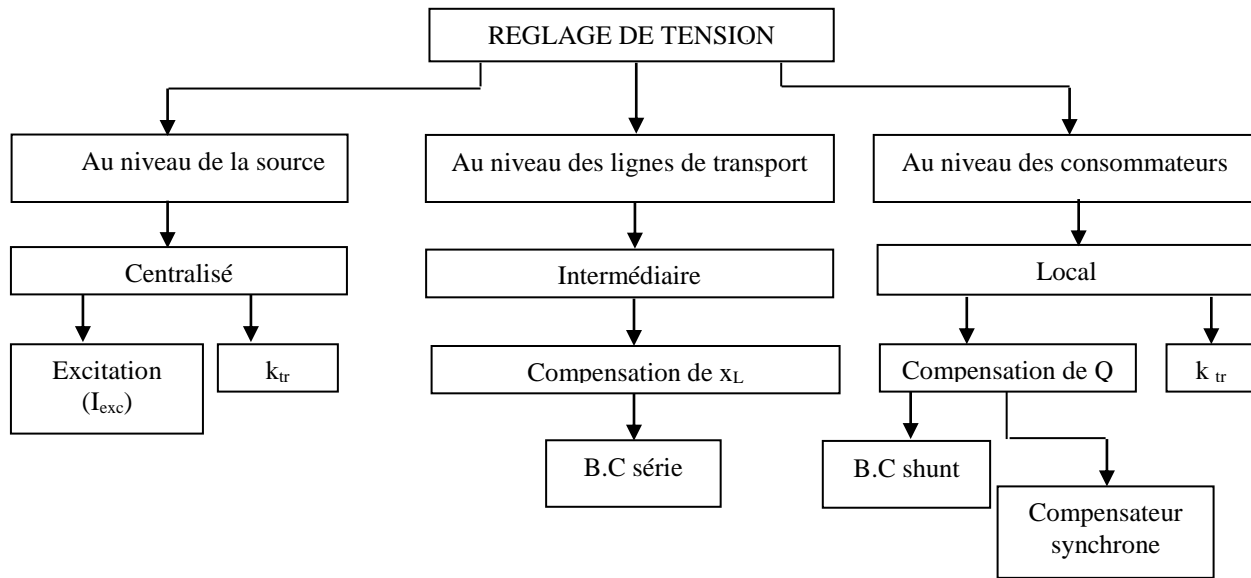 REGLAGE DE TENSION
Au niveau de la source
Au niveau des lignes de transport
Au niveau des consommateurs
Centralisé
Intermédiaire
Local
Excitation
(Iexc)
ktr
Compensation de xL
Compensation de Q
k tr
B.C série
B.C shunt
Compensateur
synchrone